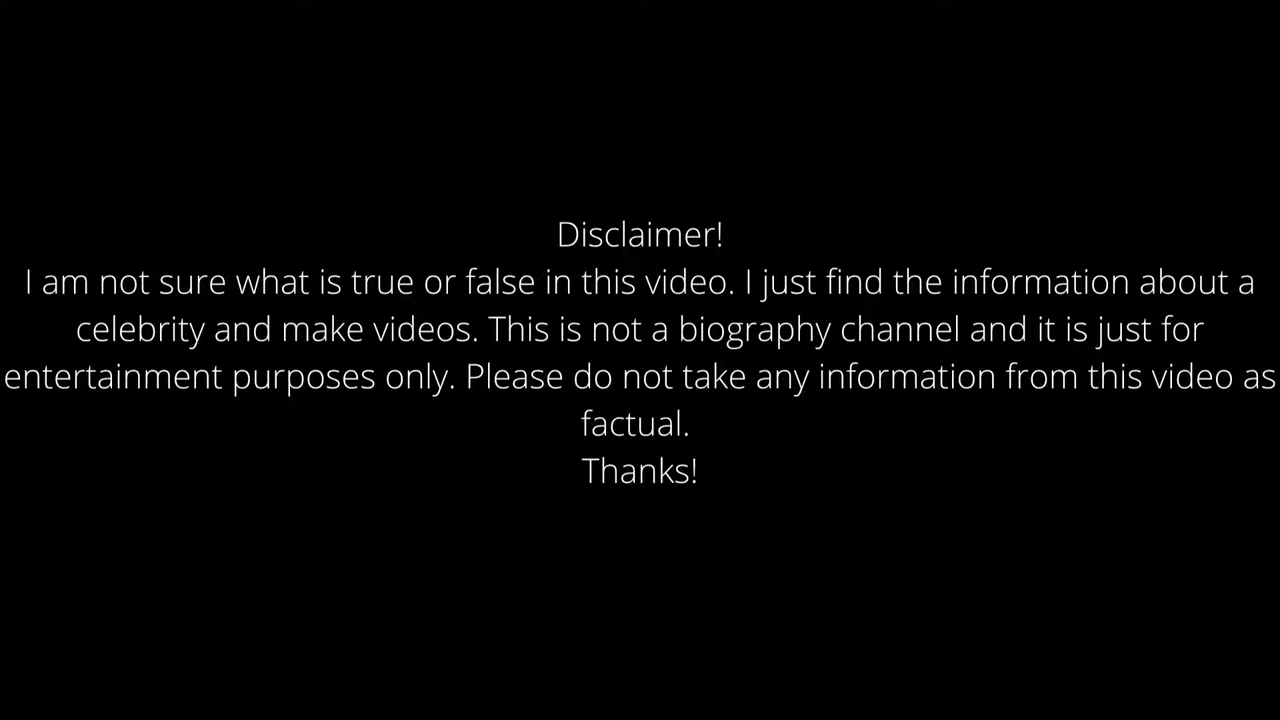 Disclaimer!
I am not sure what is true or false in this video. I just find the information about a
celebrity and make videos. This is not a biography channel and it is just for
entertainment purposes only. Please do not take any information from this video as
factual.
Thanks!